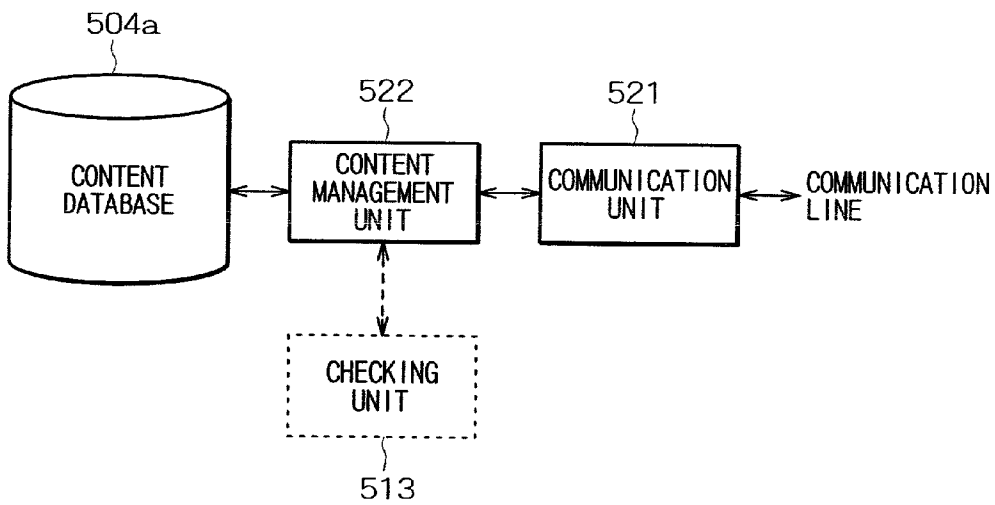 504a
522
521
CONTENT
DATABASE
CONTENT
MANAGEMENT
UNIT
COMMUNICATION
UNIT
COMMUNICATION
LINE
CHECKING
UNIT
513